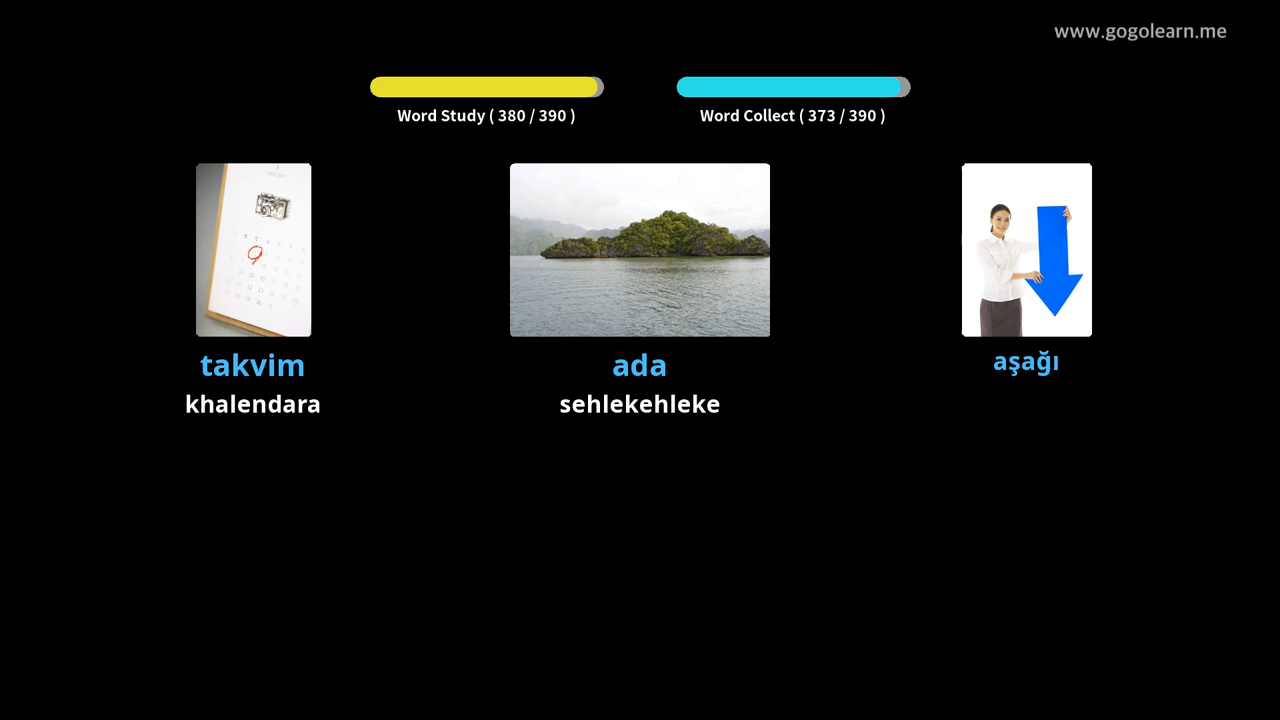 www.gogolearn.me
Word Study ( 380 / 390 )
Word Collect ( 373 / 390 )
takvim
khalendara
ada
sehlekehleke
aşağı